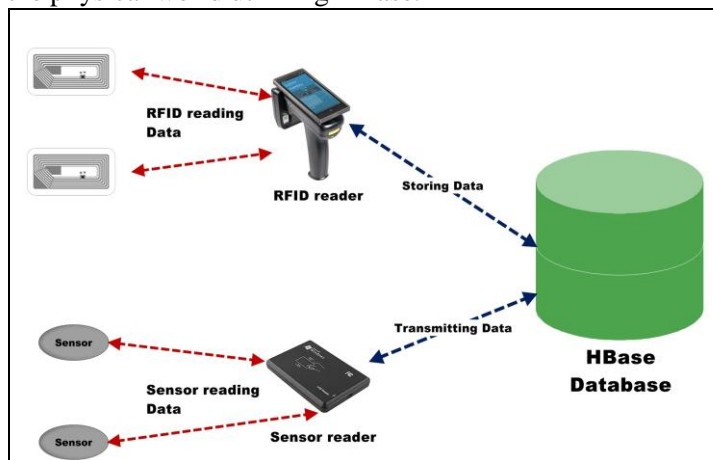 RFID reading
Data
RFID reader
Storing Data
Transmitting Data
HBase
Database
Sensor
Sensor reading
Data
Sensor
Sensor reader